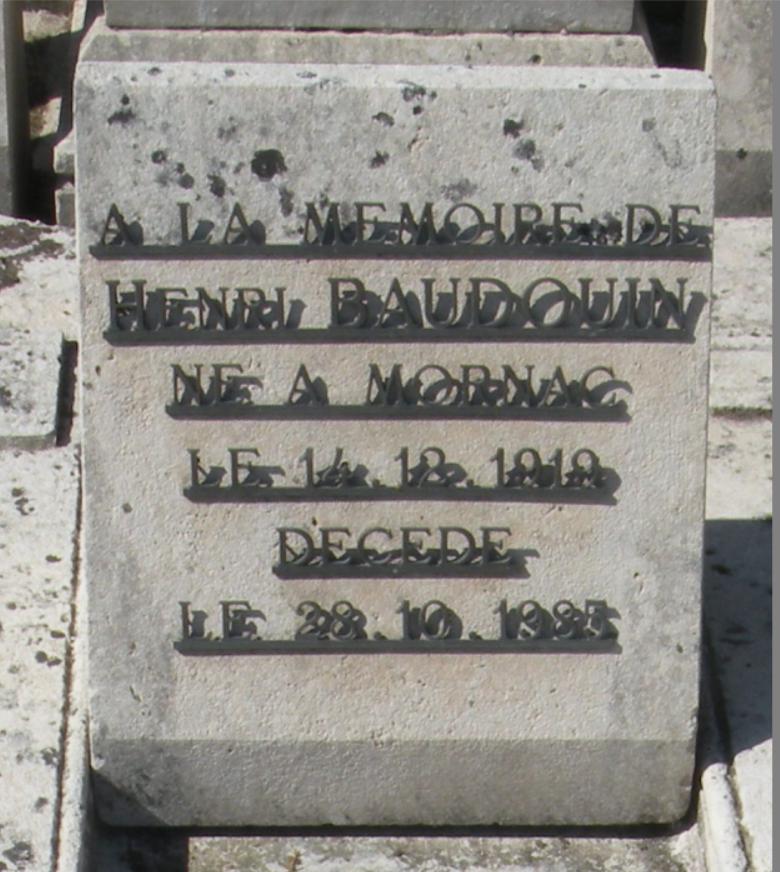 A LA MEMOIRE DE
HENRI BAUDOUIN
NE A MORNAC
LE 14.12.1919
DECEDE
LE 28.10.1985